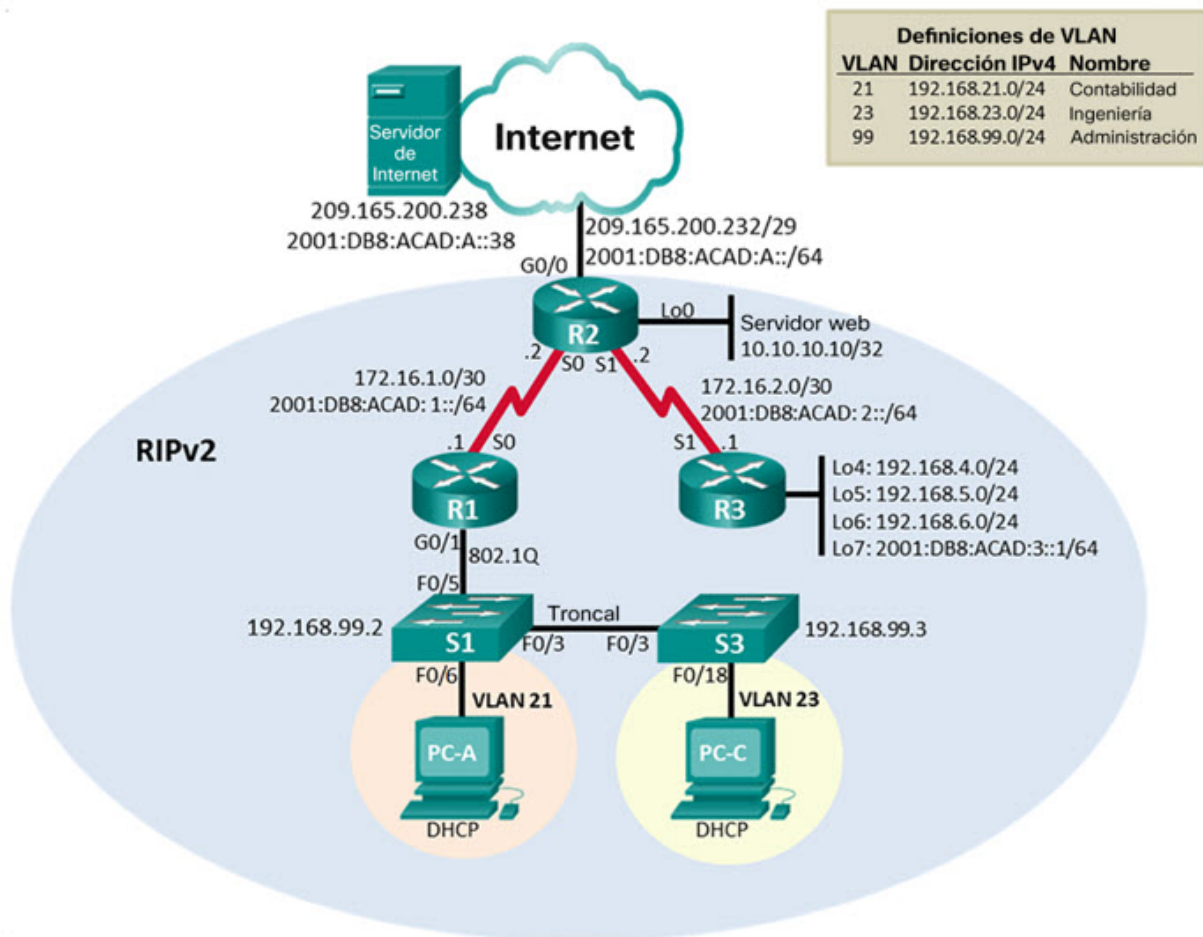 Definiciones de VLAN
VLAN Dirección IPv4 Nombre
21 192.168.21.0/24 Contabilidad
23 192.168.23.0/24 Ingeniería
99 192.168.99.0/24 Administración
Servidor
de
Internet
Internet
209.165.200.238
2001:DB8:ACAD:A::38
209.165.200.232/29
2001:DB8:ACAD:A::/64
G0/0
R2
Lo0
Servidor web
10.10.10.10/32
.2
S0
S1
.2
172.16.1.0/30
2001:DB8:ACAD: 1::/64
172.16.2.0/30
2001:DB8:ACAD: 2::/64
RIPv2
.1
S0
S1
.1
R1
R3
Lo4: 192.168.4.0/24
Lo5: 192.168.5.0/24
Lo6: 192.168.6.0/24
Lo7: 2001:DB8:ACAD:3::1/64
G0/1
802.1Q
F0/5
Troncal
192.168.99.2
S1
F0/3
F0/3
S3
192.168.99.3
F0/6
F0/18
VLAN 21
VLAN 23
PC-A
PC-C
DHCP
DHCP